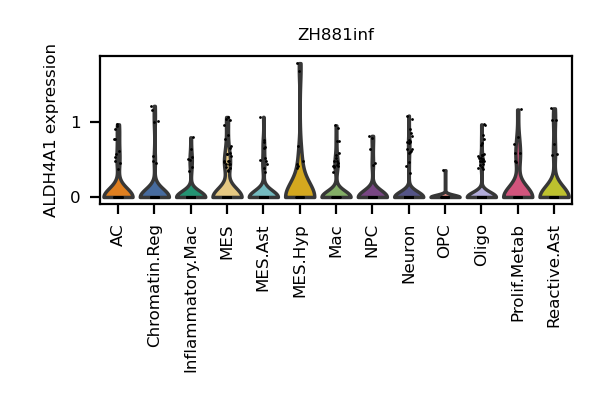 ZH881inf
ALDH4A1 expression
1
0
AC
Chromatin.Reg
Inflammatory.Mac
MES
MES.Ast
MES.Hyp
Mac
NPC
Neuron
OPC
Oligo
Prolif.Metab
Reactive.Ast